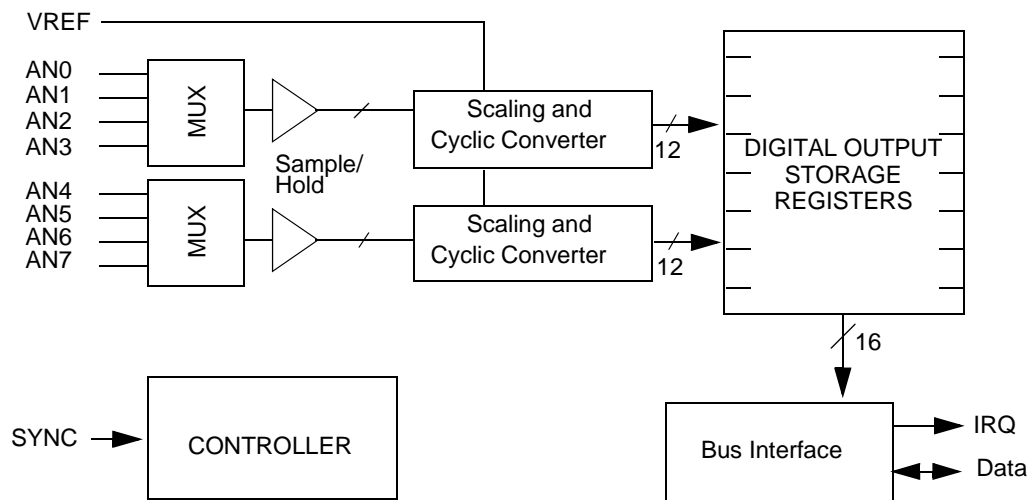 VREF
AN0
AN1
AN2
AN3
MUX
Sample/
Hold
Scaling and
Cyclic Converter
12
AN4
AN5
AN6
AN7
MUX
Scaling and
Cyclic Converter
12
DIGITAL OUTPUT
STORAGE
REGISTERS
16
SYNC
CONTROLLER
Bus Interface
IRQ
Data